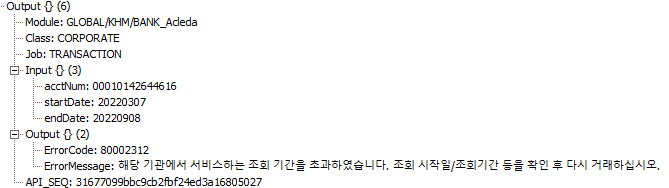 Output {} (6)
Module: GLOBAL/KHM/BANK_Acleda
Class: CORPORATE
Job: TRANSACTION
Input {} (3)
acctNum: 00010142644616
startDate: 20220307
endDate: 20220908
Output {} (2)
ErrorCode: 80002312
ErrorMessage: 해당 기관에서 서비스하는 조회 기간을 초과하였습니다. 조회 시작일/조회기간 등을 확인 후 다시 거래하십시오.
API_SEQ: 31677099bbc9cb2fbf24ed3a16805027